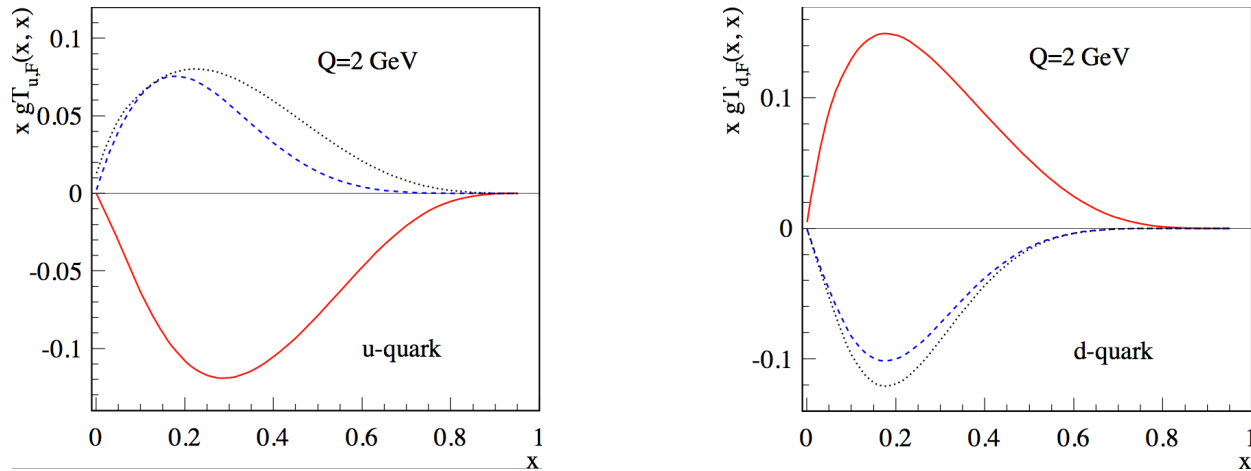 x gT_{u,F}(x, x)
Q=2 GeV
0.1
0.05
0
-0.05
-0.1
u-quark
0 0.2 0.4 0.6 0.8 1
x
x gT_{d,F}(x, x)
Q=2 GeV
0.1
0
-0.1
d-quark
0 0.2 0.4 0.6 0.8 1
x